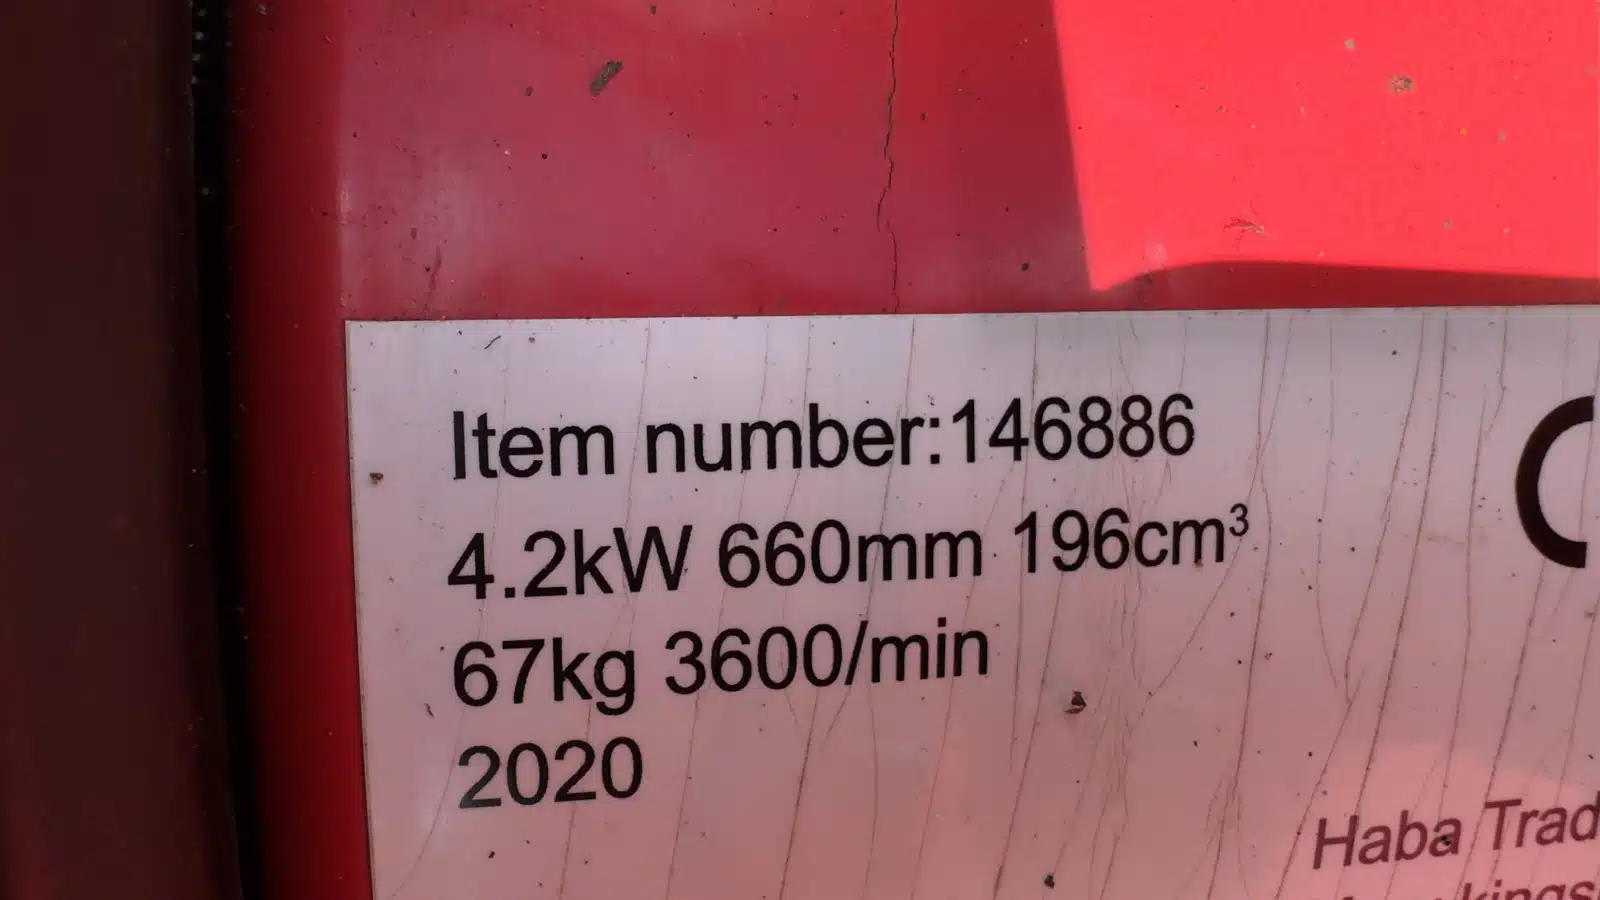 Item number:146886
4.2kW 660mm 196cm³
67kg 3600/min
2020
Haba Trad